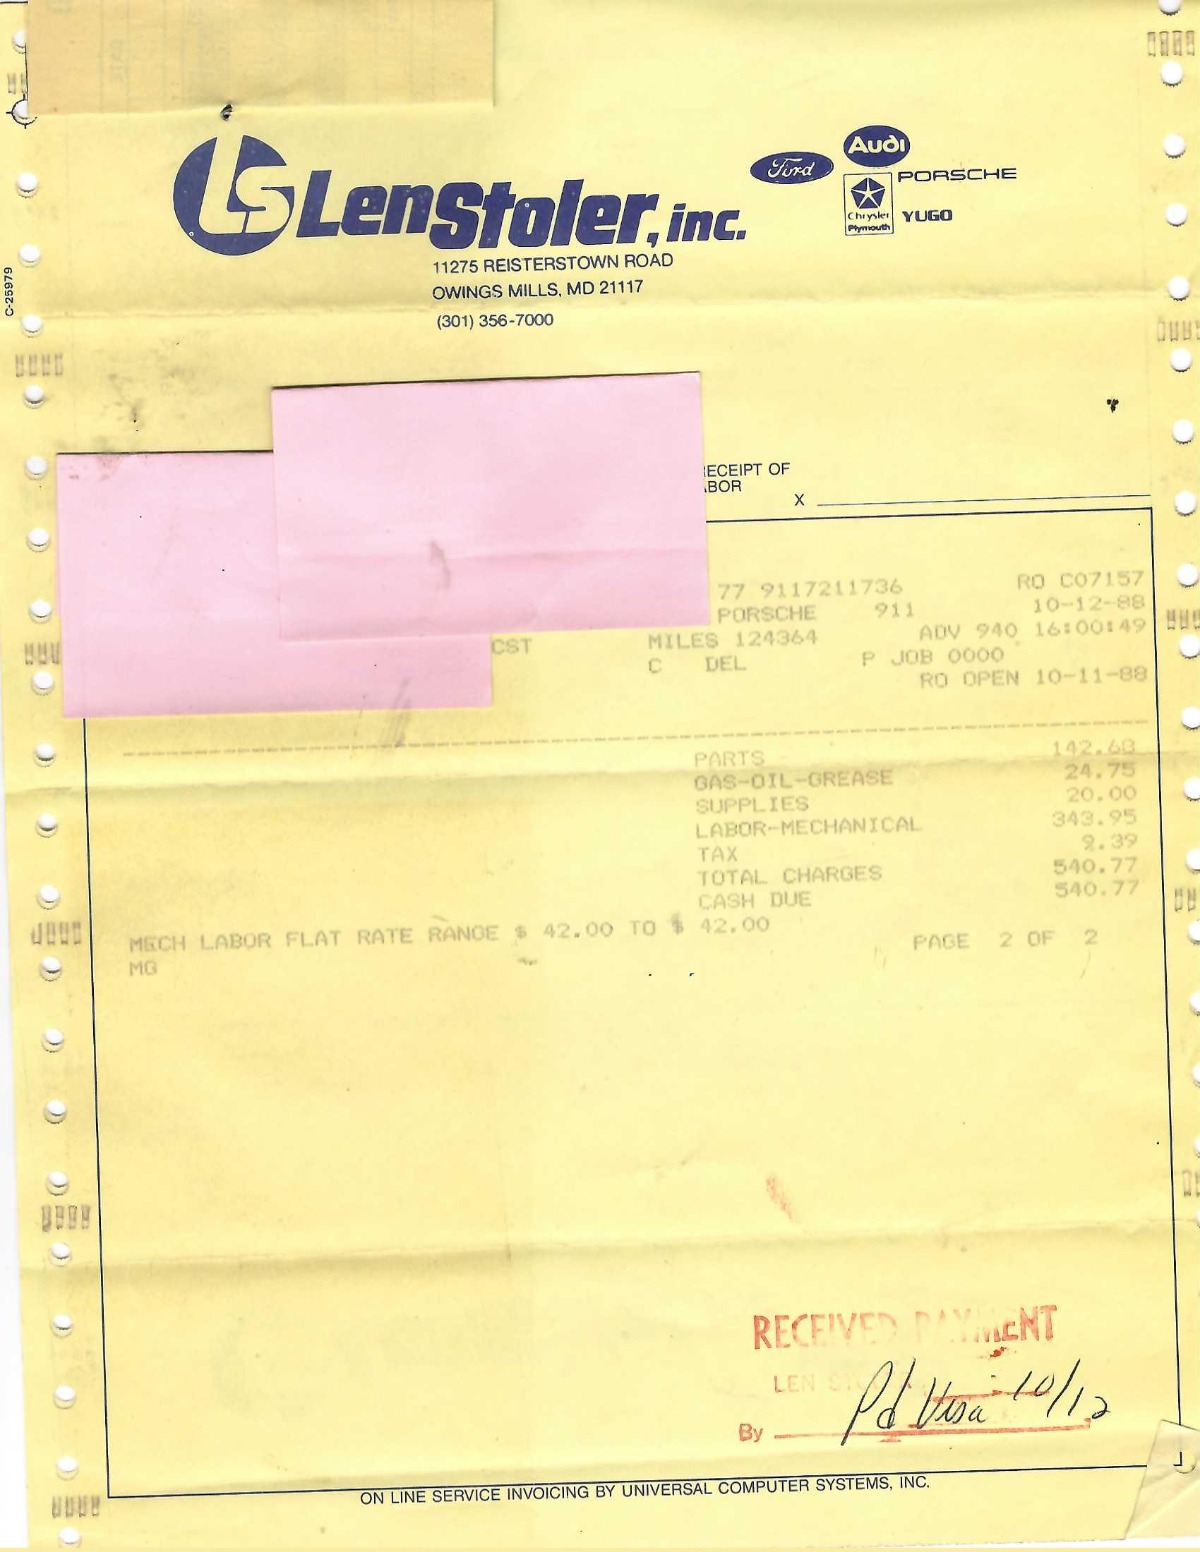 LS LenStoler, inc.
Ford
Audi
PORSCHE
Chrysler
Plymouth
YUGO
11275 REISTERSTOWN ROAD
OWINGS MILLS, MD 21117
(301) 356-7000
C-25979
RECEIPT OF
ABOR
X
77 9117211736 RO C07157
PORSCHE 911 10-12-88
CST MILES 124364 ADV 940 16:00:49
C DEL P JOB 0000
RO OPEN 10-11-88
PARTS 142.68
GAS-OIL-GREASE 24.75
SUPPLIES 20.00
LABOR-MECHANICAL 343.95
TAX 9.39
TOTAL CHARGES 540.77
CASH DUE 540.77
MECH LABOR FLAT RATE RANGE $ 42.00 TO $ 42.00 PAGE 2 OF 2
MG
RECEIVED PAYMENT
LEN
By Pd Visa 10/12
ON LINE SERVICE INVOICING BY UNIVERSAL COMPUTER SYSTEMS, INC.